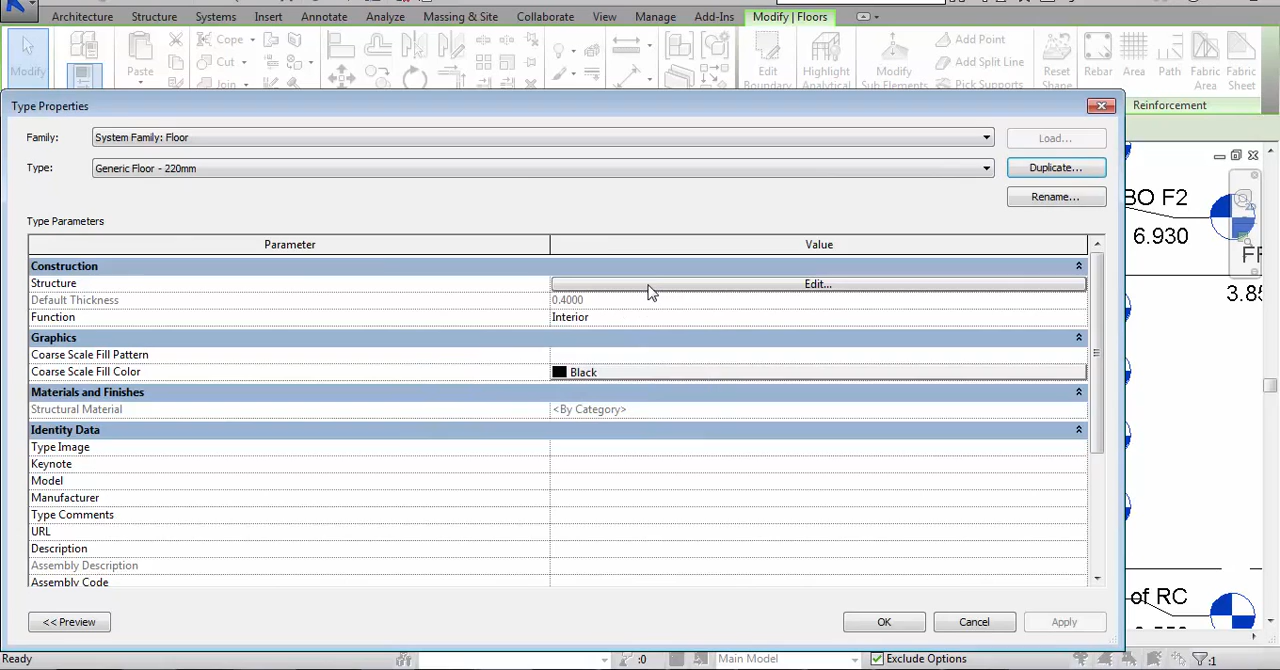 Architecture Structure Systems Insert Annotate Analyze Massing & Site Collaborate View Manage Add-Ins Modify | Floors
Modify Paste Cope Cut Join Edit Boundary Highlight Analytical Modify Sub Elements Add Point Add Split Line Pick Supports Reset Shape Rebar Area Path Fabric Area Fabric Sheet
Reinforcement
Type Properties
Family: System Family: Floor Load...
Type: Generic Floor - 220mm Duplicate...
Rename...
Type Parameters
Parameter Value
Construction
Structure Edit...
Default Thickness 0.4000
Function Interior
Graphics
Coarse Scale Fill Pattern
Coarse Scale Fill Color Black
Materials and Finishes
Structural Material <By Category>
Identity Data
Type Image
Keynote
Model
Manufacturer
Type Comments
URL
Description
Assembly Description
Assembly Code
<< Preview OK Cancel Apply
BO F2
6.930
3.85
of RC
Ready :0 Main Model Exclude Options :1